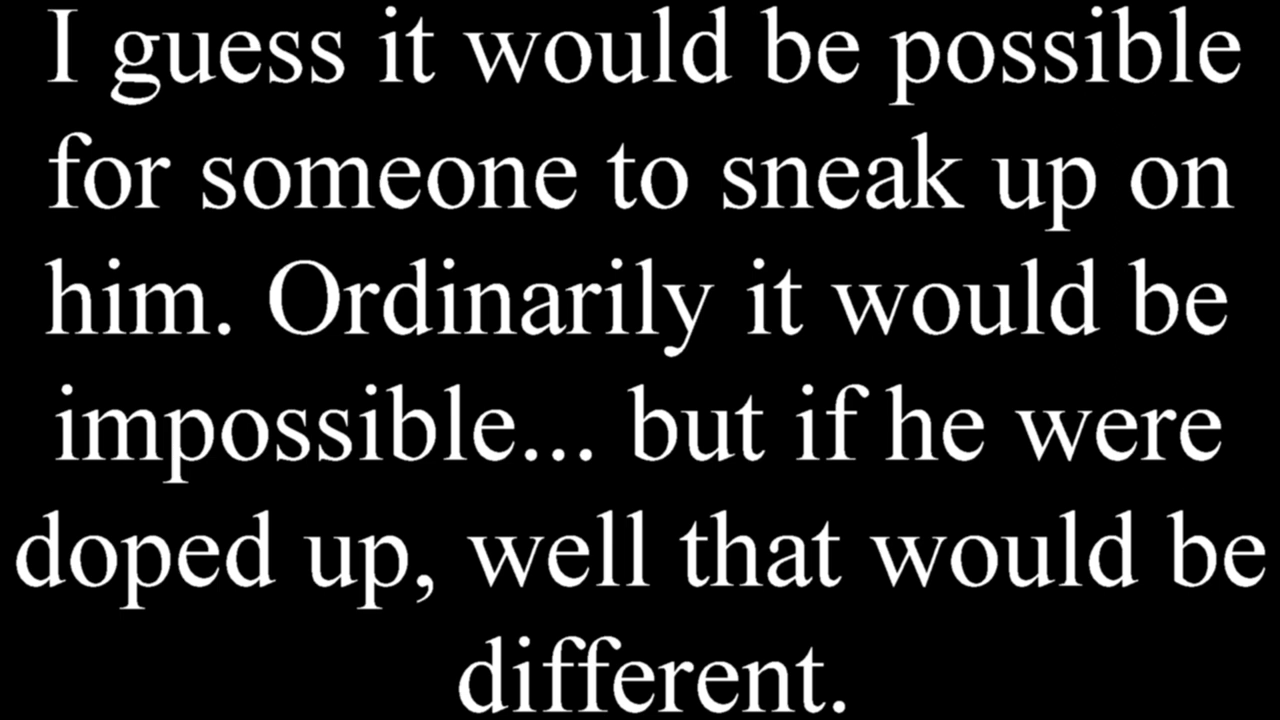 I guess it would be possible
for someone to sneak up on
him. Ordinarily it would be
impossible... but if he were
doped up, well that would be
different.